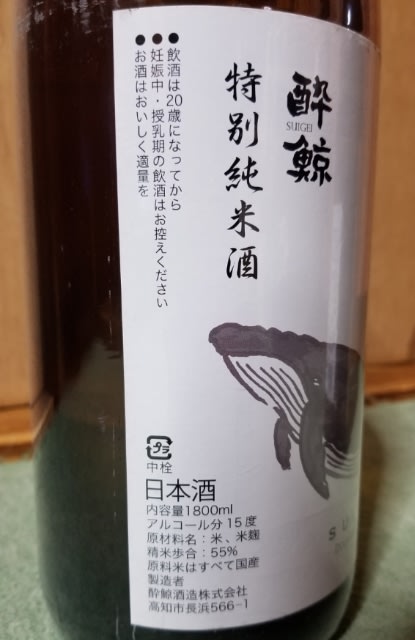 酔鯨
SUIGEI
特別純米酒
●飲酒は20歳になってから
●妊娠中・授乳期の飲酒はお控えください
●お酒はおいしく適量を
プラ
中栓
日本酒
内容量1800ml
アルコール分15度
原材料名：米、米麹
精米歩合：55%
原料米はすべて国産
製造者
酔鯨酒造株式会社
高知市長浜566-1